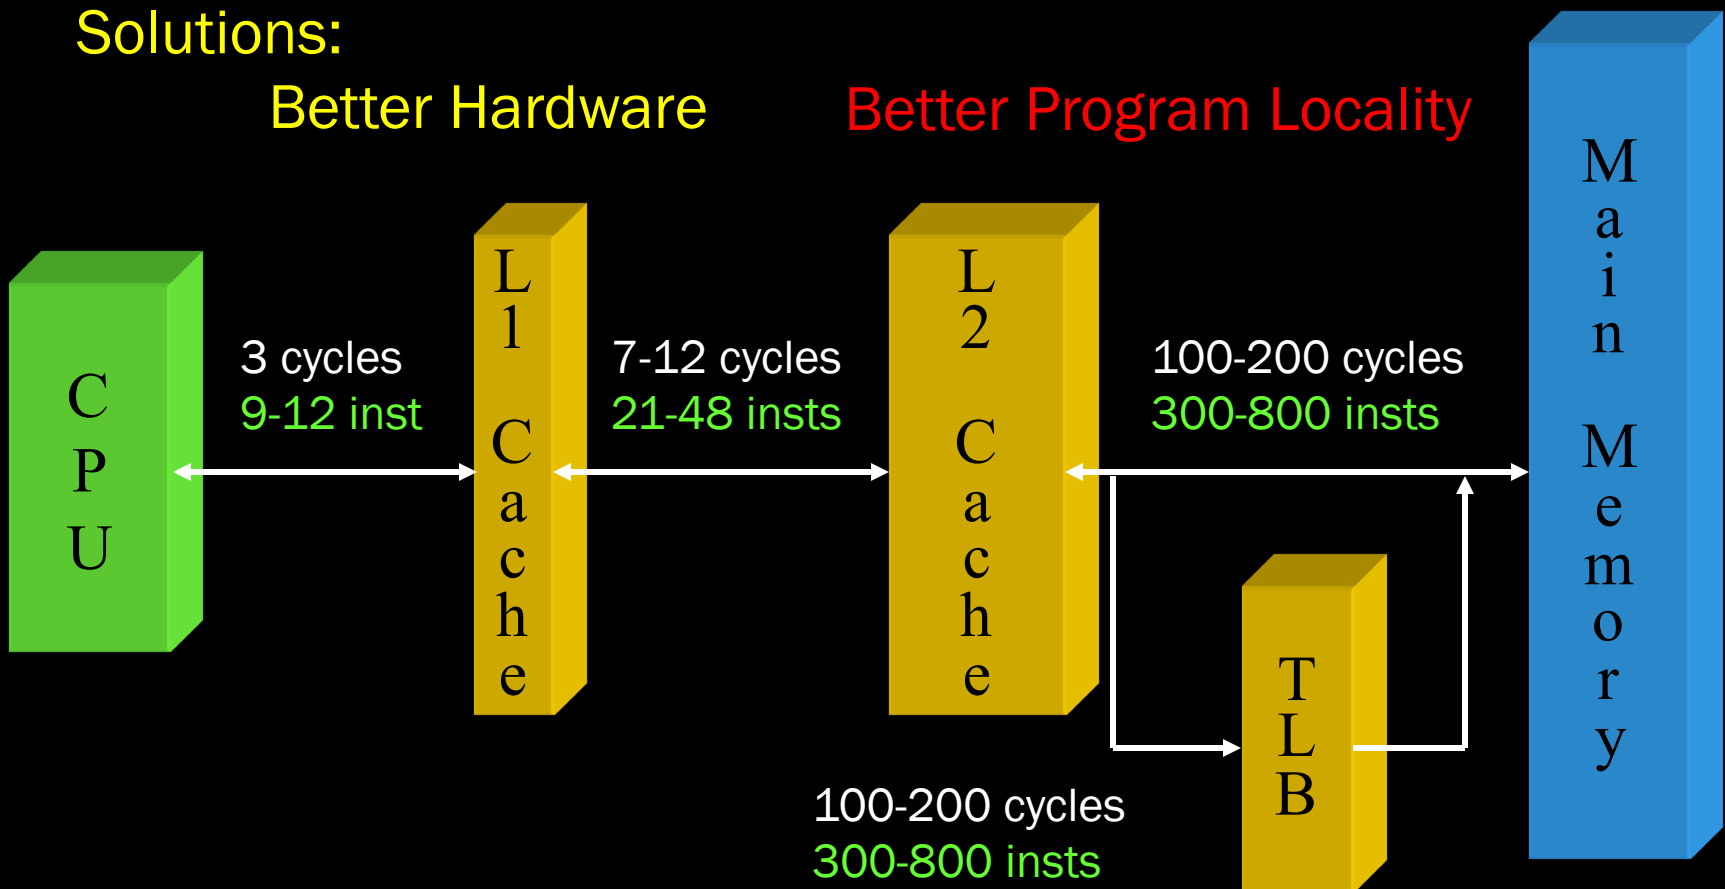 Solutions:
Better Hardware
Better Program Locality
CPU
3 cycles
9-12 inst
L1 Cache
7-12 cycles
21-48 insts
L2 Cache
100-200 cycles
300-800 insts
Main Memory
TLB
100-200 cycles
300-800 insts